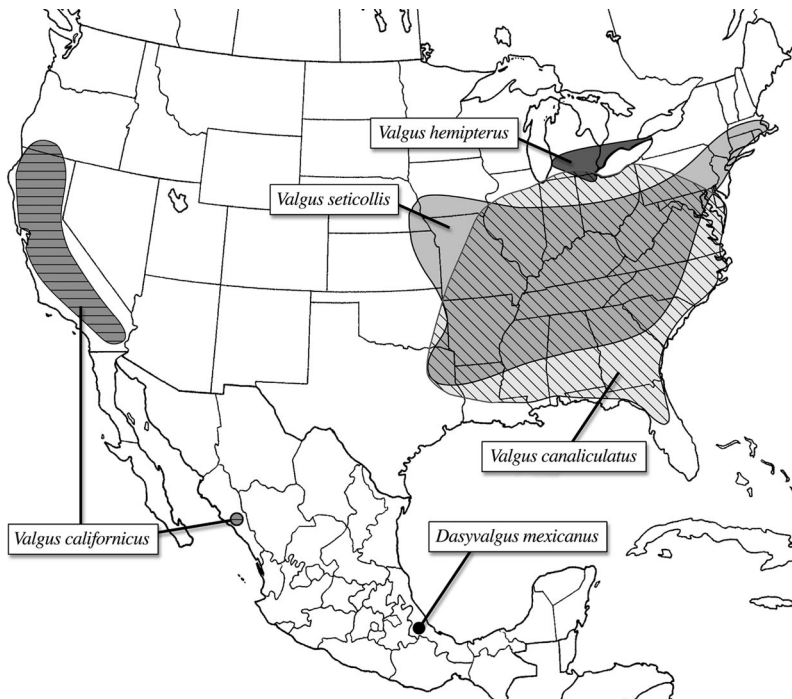 Valgus hemipterus
Valgus seticollis
Valgus canaliculatus
Valgus californicus
Dasyvalgus mexicanus